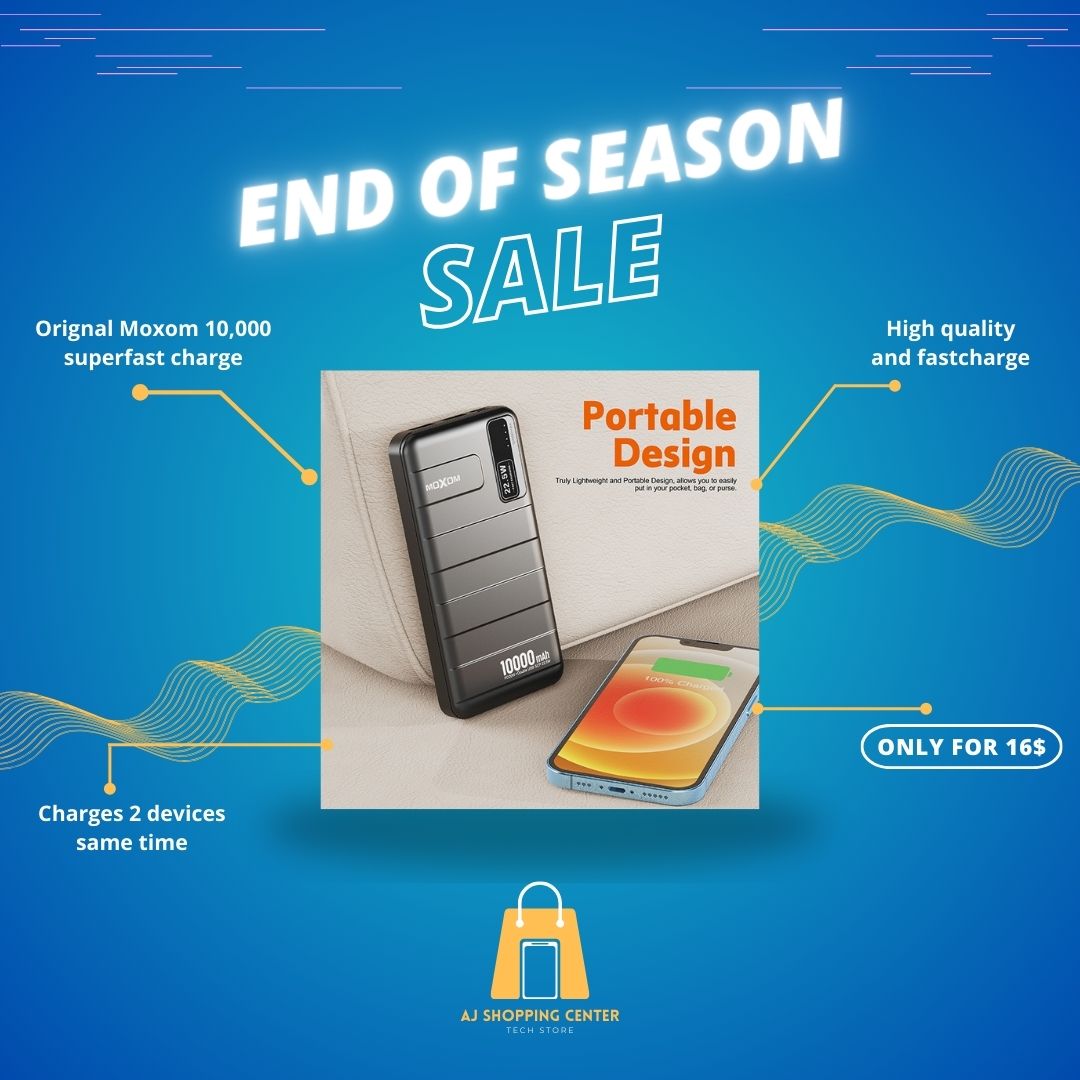 END OF SEASON
SALE
Orignal Moxom 10,000
superfast charge
High quality
and fastcharge
Portable
Design
Truly Lightweight and Portable Design, allows you to easily
put in your pocket, bag, or purse.
MOXOM
22.5W
10000 mAh
100% Charged
ONLY FOR 16$
Charges 2 devices
same time
AJ SHOPPING CENTER
TECH STORE